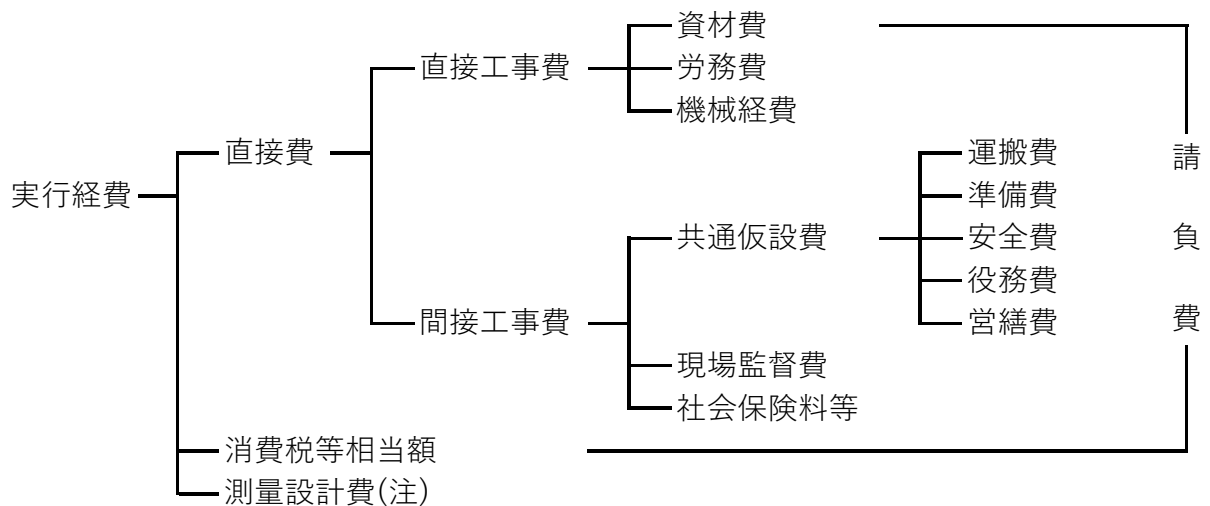 資材費
直接工事費
労務費
機械経費
直接費
運搬費
請負費
実行経費
準備費
共通仮設費
安全費
役務費
間接工事費
営繕費
現場監督費
社会保険料等
消費税等相当額
測量設計費(注)